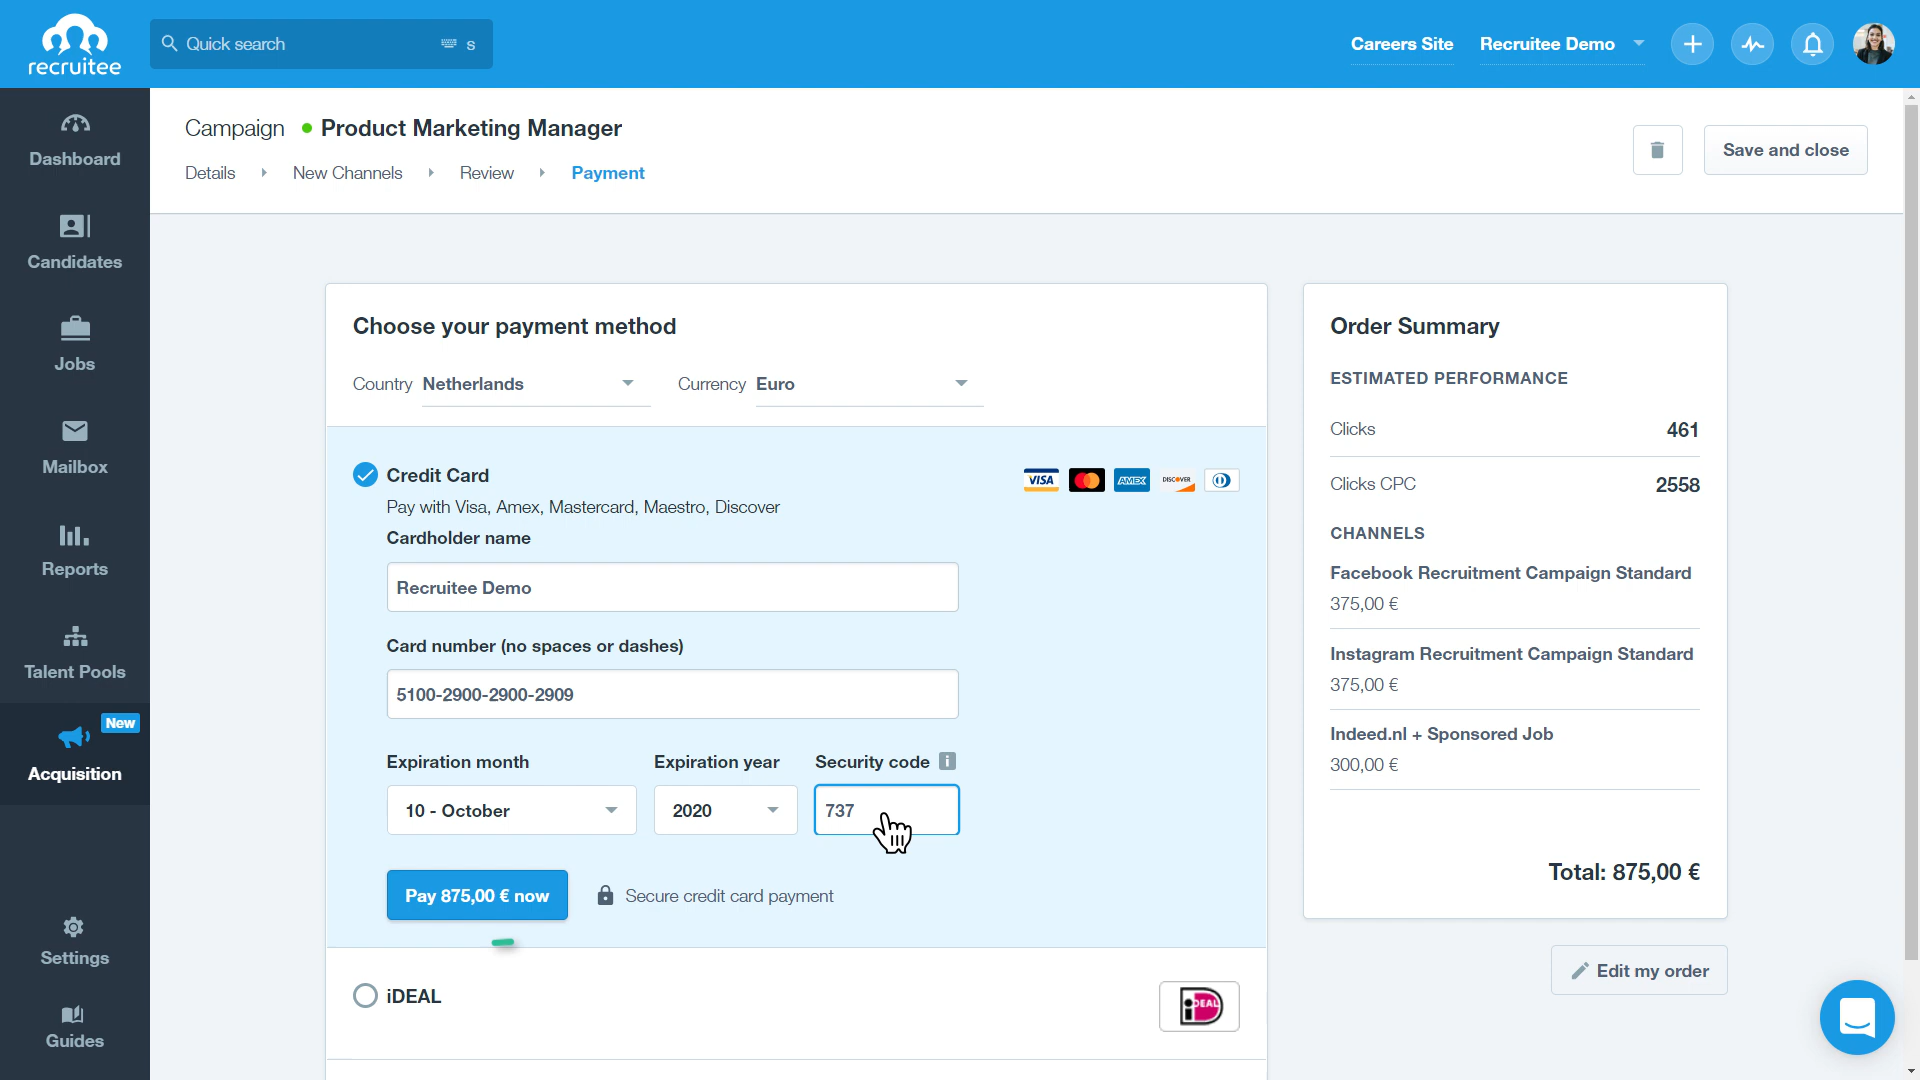 recruitee
Quick search
s
Careers Site
Recruitee Demo
Dashboard
Candidates
Jobs
Mailbox
Reports
Talent Pools
New
Acquisition
Settings
Guides
Campaign Product Marketing Manager
Details New Channels Review Payment
Save and close
Choose your payment method
Country Netherlands Currency Euro
Credit Card
VISA AMEX DISCOVER
Pay with Visa, Amex, Mastercard, Maestro, Discover
Cardholder name
Recruitee Demo
Card number (no spaces or dashes)
5100-2900-2900-2909
Expiration month Expiration year Security code i
10 - October 2020 737
Pay 875,00 € now Secure credit card payment
iDEAL
iDEAL
Order Summary
ESTIMATED PERFORMANCE
Clicks 461
Clicks CPC 2558
CHANNELS
Facebook Recruitment Campaign Standard
375,00 €
Instagram Recruitment Campaign Standard
375,00 €
Indeed.nl + Sponsored Job
300,00 €
Total: 875,00 €
Edit my order